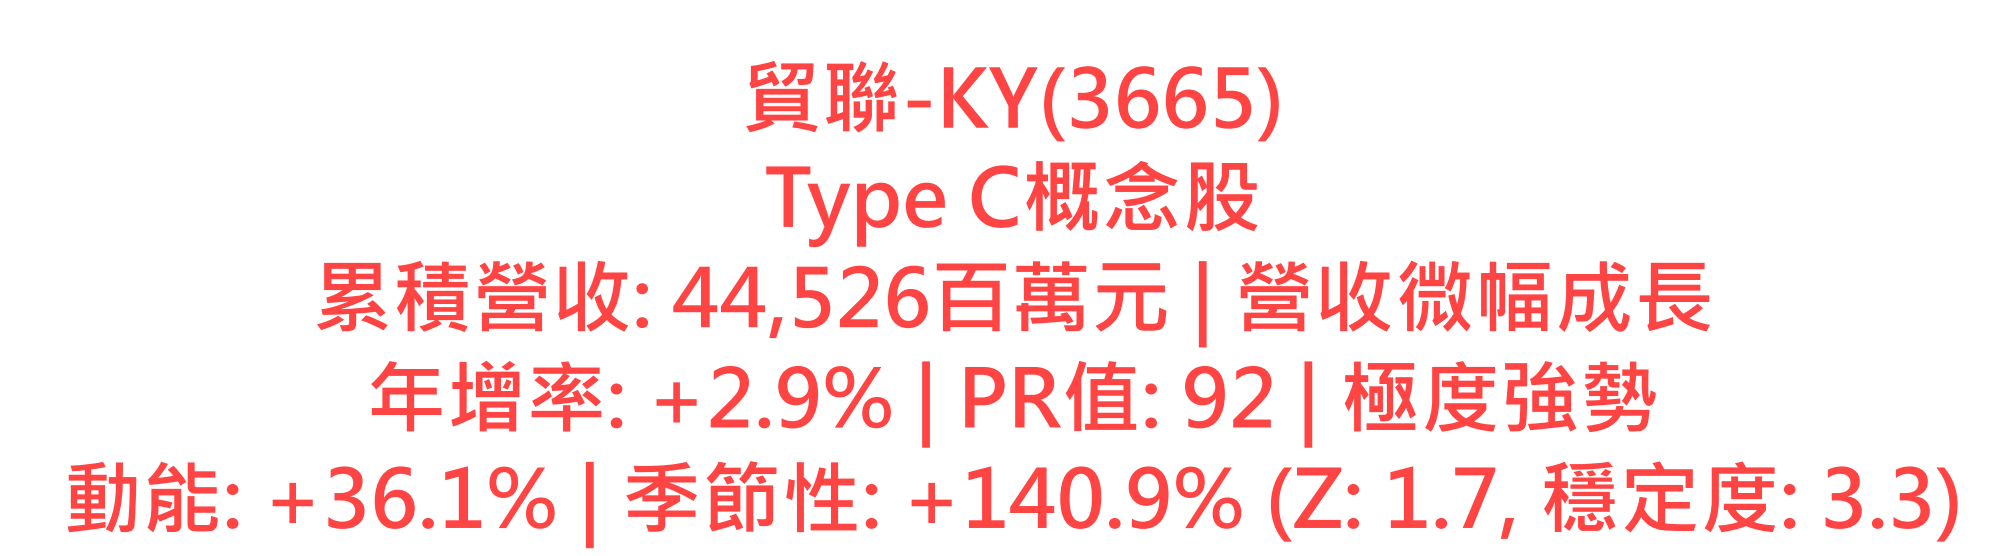 貿聯-KY(3665)
Type C概念股
累積營收: 44,526百萬元 | 營收微幅成長
年增率: +2.9% | PR值: 92 | 極度強勢
動能: +36.1% | 季節性: +140.9% (Z: 1.7, 穩定度: 3.3)